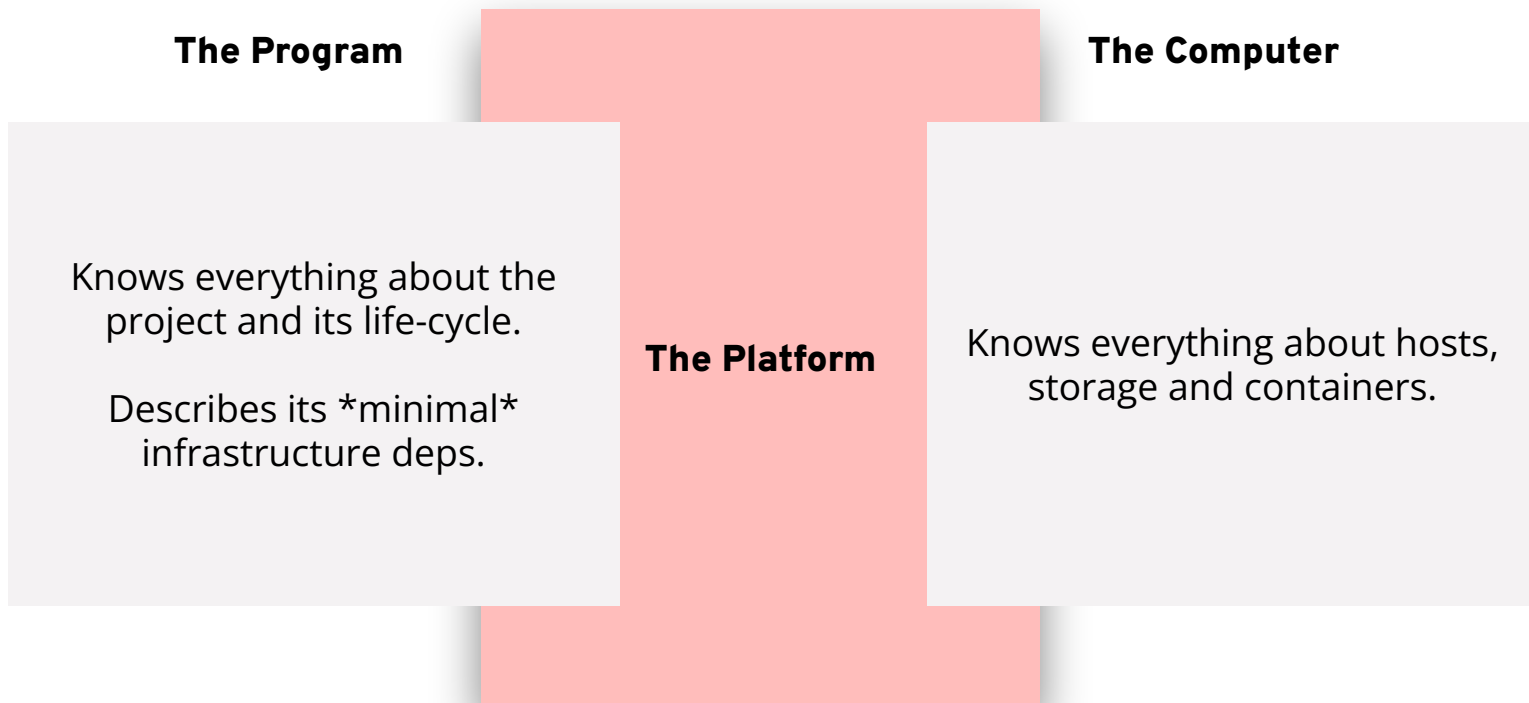 The Program
Knows everything about the
project and its life-cycle.
Describes its *minimal*
infrastructure deps.
The Platform
The Computer
Knows everything about hosts,
storage and containers.